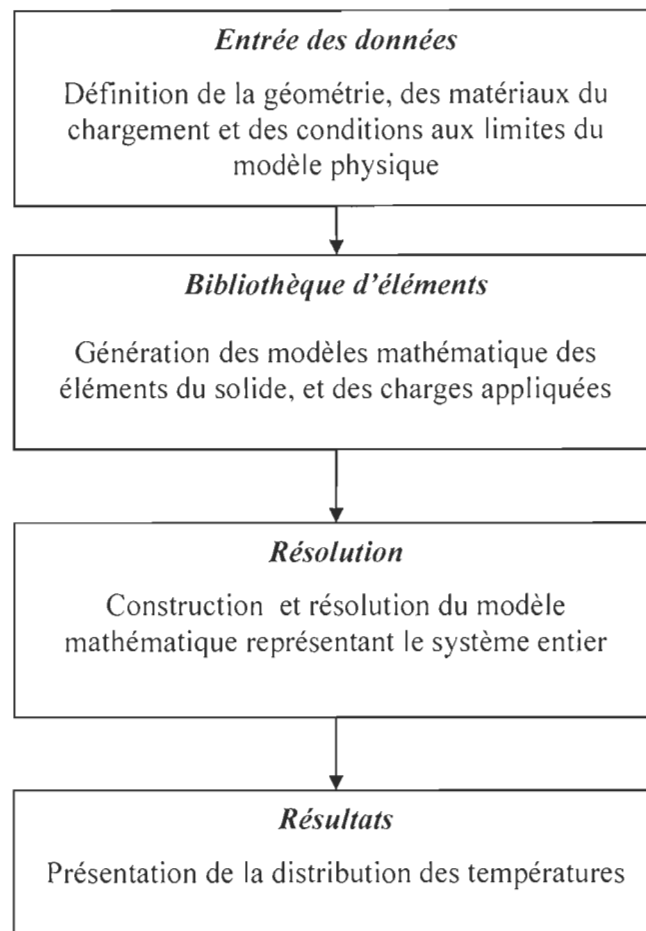 Entrée des données
Définition de la géométrie, des matériaux du
chargement et des conditions aux limites du
modèle physique
Bibliothèque d'éléments
Génération des modèles mathématique des
éléments du solide, et des charges appliquées
Résolution
Construction et résolution du modèle
mathématique représentant le système entier
Résultats
Présentation de la distribution des températures